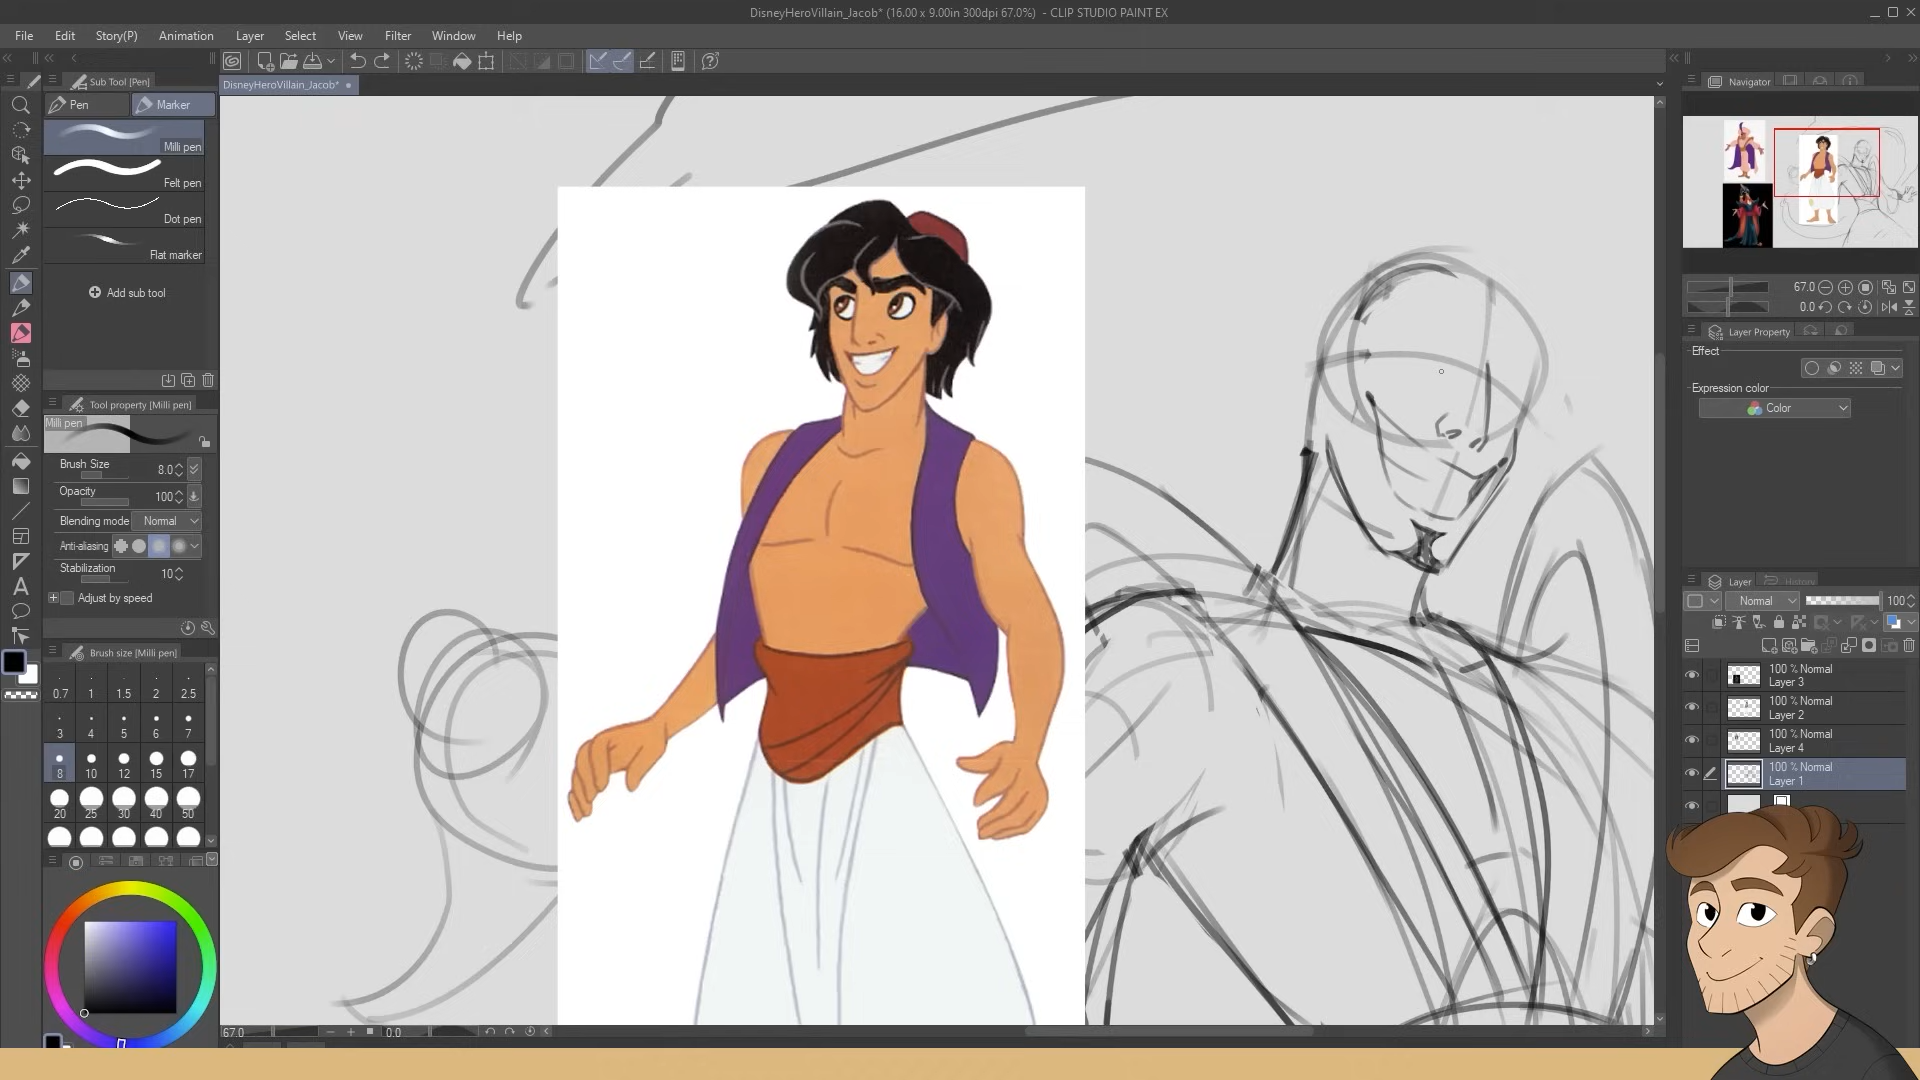 DisneyHeroVillain_Jacob* (16.00 x 9.00in 300dpi 67.0%) - CLIP STUDIO PAINT EX
File Edit Story(P) Animation Layer Select View Filter Window Help
Sub Tool [Pen]
Pen Marker
Milli pen
Felt pen
Dot pen
Flat marker
Add sub tool
Tool property [Milli pen]
Milli pen
Brush Size 8.0
Opacity 100
Blending mode Normal
Anti-aliasing
Stabilization 10
Adjust by speed
Brush size [Milli pen]
0.7 1 1.5 2 2.5
3 4 5 6 7
8 10 12 15 17
20 25 30 40 50
DisneyHeroVillain_Jacob*
67.0 0.0
Navigator
67.0
0.0
Layer Property
Effect
Expression color
Color
Layer History
Normal 100
100 % Normal
Layer 3
100 % Normal
Layer 2
100 % Normal
Layer 4
100 % Normal
Layer 1